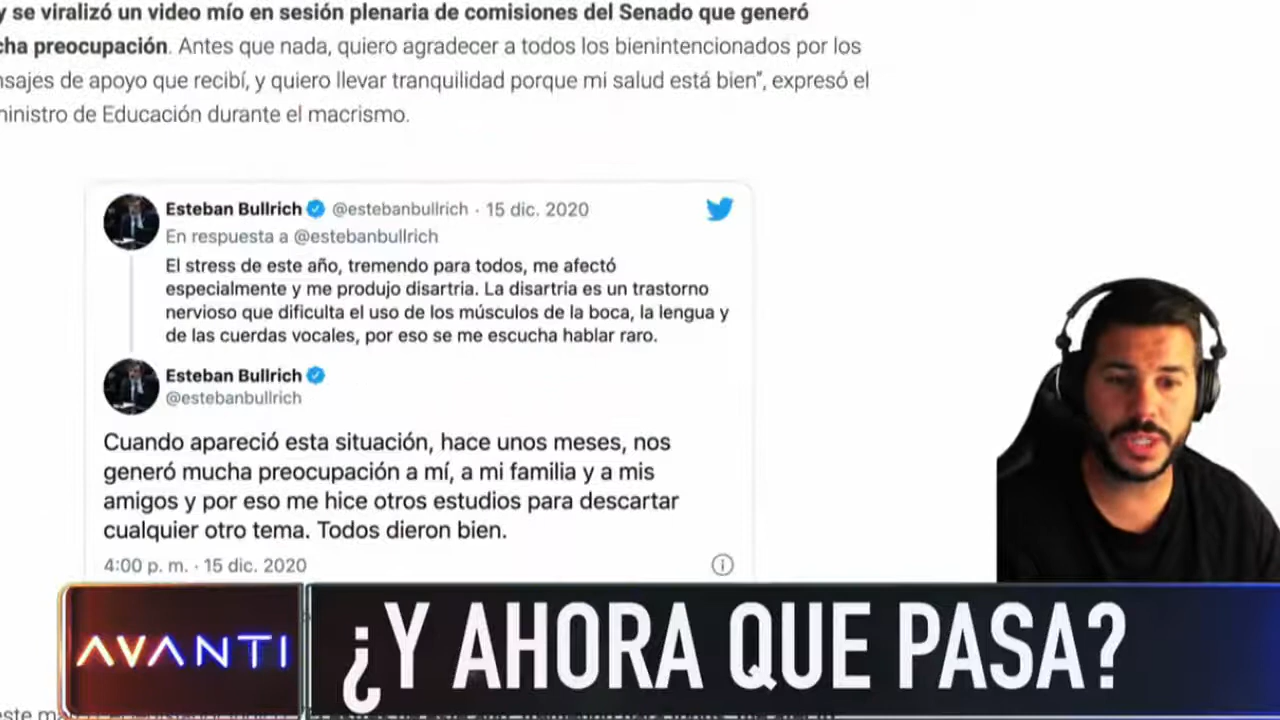 y se viralizó un video mío en sesión plenaria de comisiones del Senado que generó
preocupación. Antes que nada, quiero agradecer a todos los bienintencionados por los
de apoyo que recibí, y quiero llevar tranquilidad porque mi salud está bien”, expresó el
de Educación durante el macrismo.
Esteban Bullrich @estebanbullrich · 15 dic. 2020
En respuesta a @estebanbullrich
El stress de este año, tremendo para todos, me afectó
especialmente y me produjo disartria. La disartria es un trastorno
nervioso que dificulta el uso de los músculos de la boca, la lengua y
de las cuerdas vocales, por eso se me escucha hablar raro.
Esteban Bullrich
@estebanbullrich
Cuando apareció esta situación, hace unos meses, nos
generó mucha preocupación a mí, a mi familia y a mis
amigos y por eso me hice otros estudios para descartar
cualquier otro tema. Todos dieron bien.
4:00 p. m. · 15 dic. 2020
AVANTI
¿Y AHORA QUE PASA?